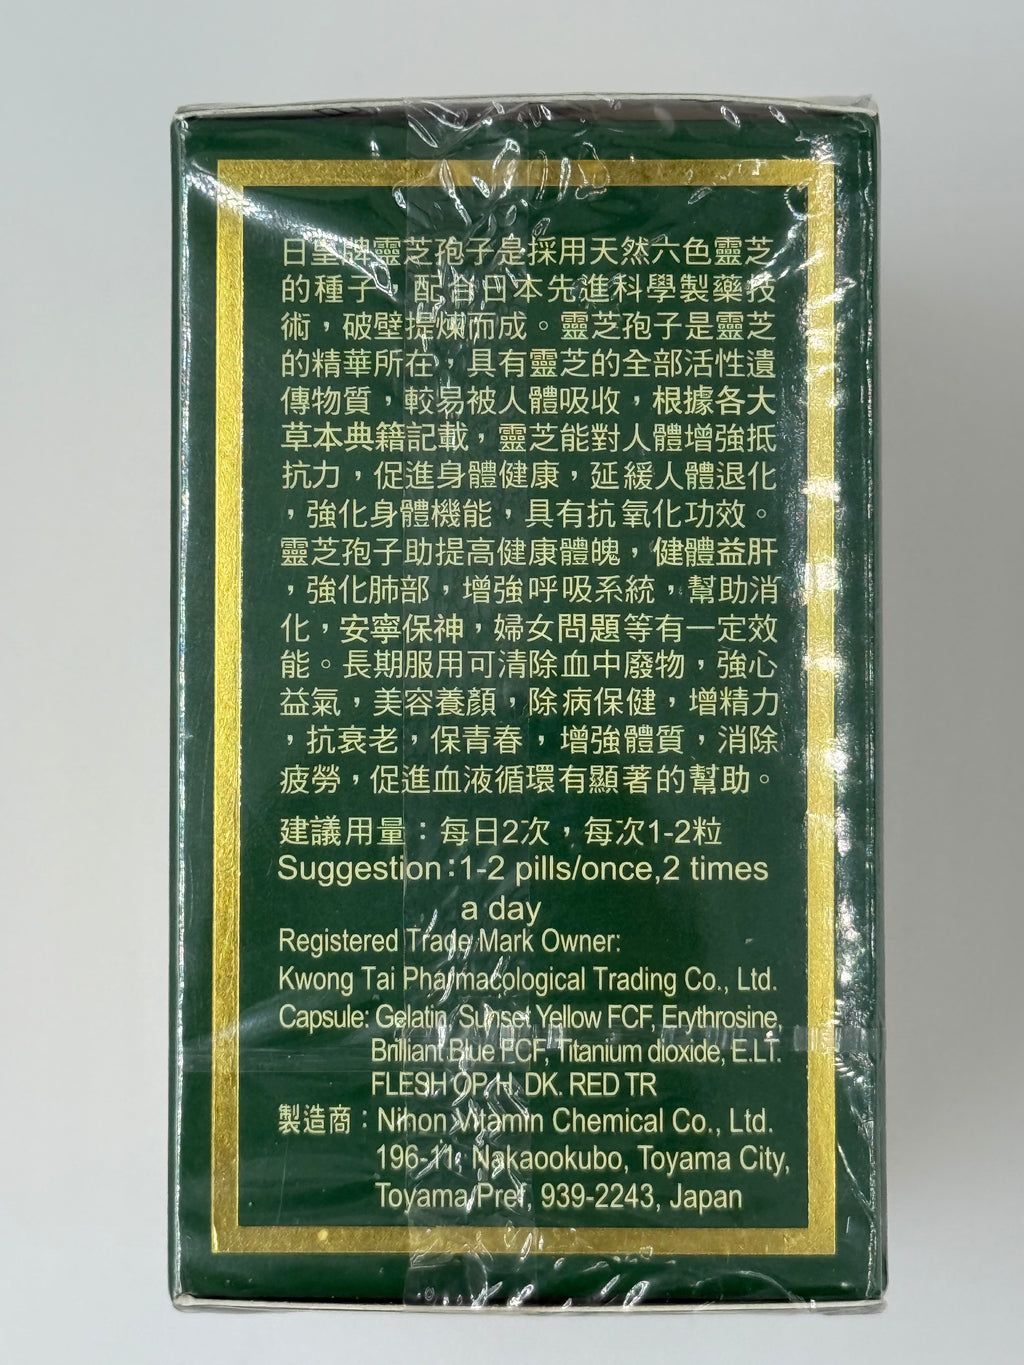 日皇牌靈芝孢子是採用天然六色靈芝
的種子，配合日本先進科學製藥技
術，破壁提煉而成。靈芝孢子是靈芝
的精華所在，具有靈芝的全部活性遺
傳物質，較易被人體吸收，根據各大
草本典籍記載，靈芝能對人體增強抵
抗力，促進身體健康，延緩人體退化
，強化身體機能，具有抗氧化功效。
靈芝孢子助提高健康體魄，健體益肝
，強化肺部，增強呼吸系統，幫助消
化，安寧保神，婦女問題等有一定效
能。長期服用可清除血中廢物，強心
益氣，美容養顏，除病保健，增精力
，抗衰老，保青春，增強體質，消除
疲勞，促進血液循環有顯著的幫助。
建議用量：每日2次，每次1-2粒
Suggestion:1-2 pills/once,2 times
a day
Registered Trade Mark Owner:
Kwong Tai Pharmacological Trading Co., Ltd.
Capsule: Gelatin, Sunset Yellow FCF, Erythrosine,
Brilliant Blue FCF, Titanium dioxide, E.LT.
FLESH OP. H. DK. RED TR
製造商：Nihon Vitamin Chemical Co., Ltd.
196-11, Nakaookubo, Toyama City,
Toyama Pref, 939-2243, Japan